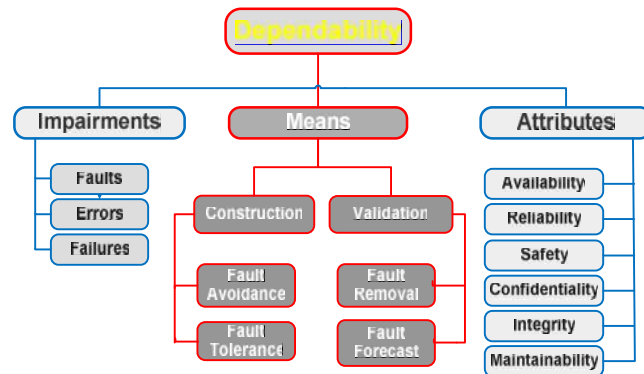 Dependability
Impairments
Means
Attributes
Faults
Errors
Failures
Construction
Validation
Fault
Avoidance
Fault
Tolerance
Fault
Removal
Fault
Forecast
Availability
Reliability
Safety
Confidentiality
Integrity
Maintainability